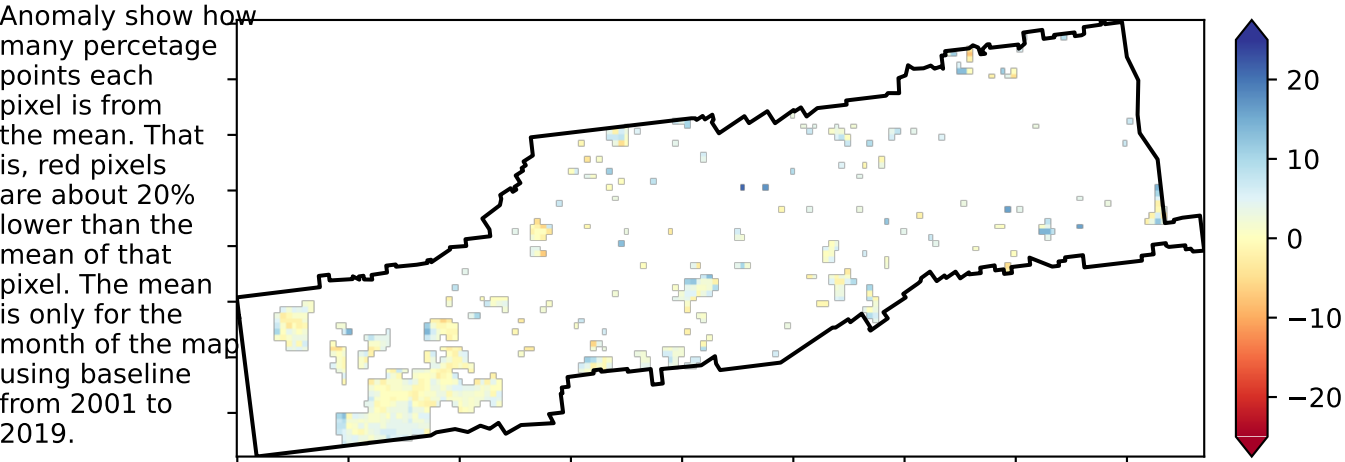 Anomaly show how
many percetage
points each
pixel is from
the mean. That
is, red pixels
are about 20%
lower than the
mean of that
pixel. The mean
is only for the
month of the map
using baseline
from 2001 to
2019.
20
10
0
−10
−20